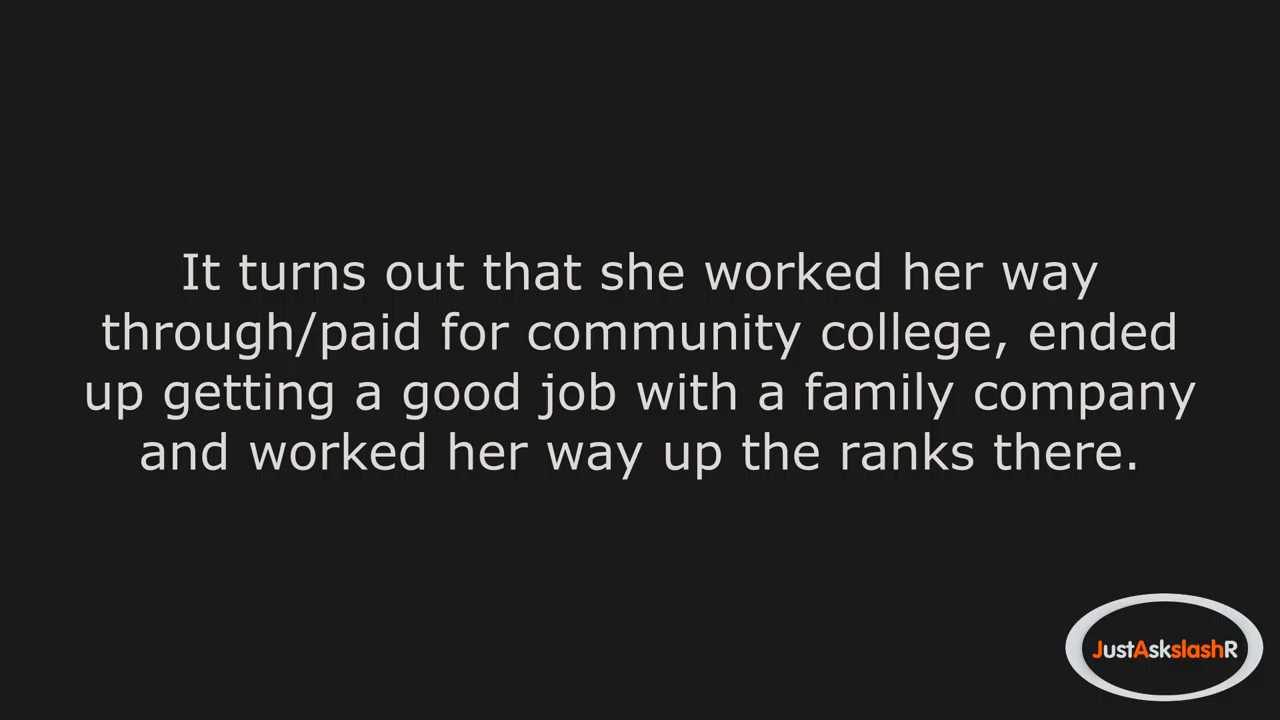 It turns out that she worked her way
through/paid for community college, ended
up getting a good job with a family company
and worked her way up the ranks there.
JustAskslashR